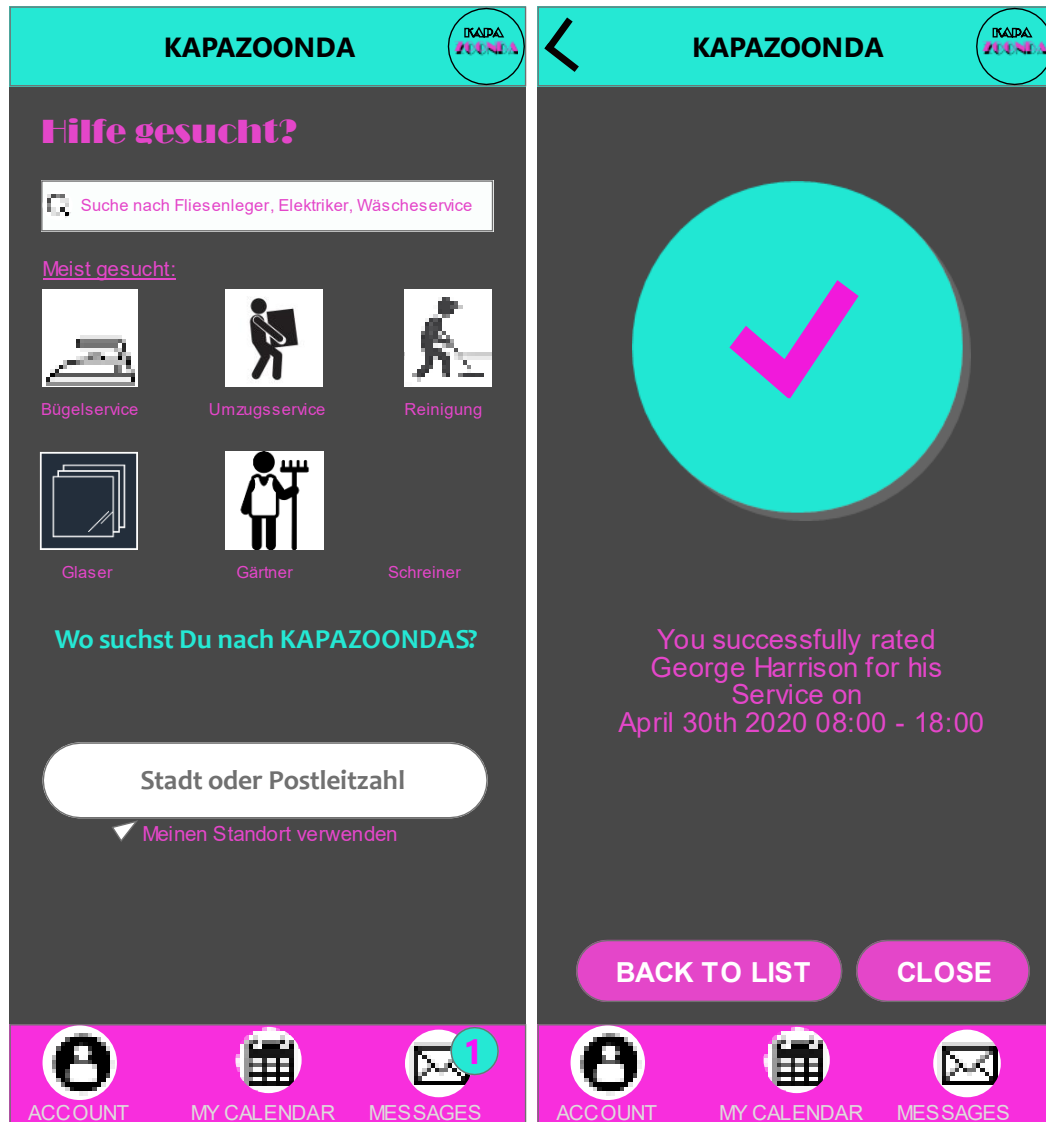 KAPAZOONDA
KAPA
ZOONDA
Hilfe gesucht?
Suche nach Fliesenleger, Elektriker, Wäscheservice
Meist gesucht:
Bügelservice
Umzugsservice
Reinigung
Glaser
Gärtner
Schreiner
Wo suchst Du nach KAPAZOONDAS?
Stadt oder Postleitzahl
Meinen Standort verwenden
ACCOUNT
MY CALENDAR
1
MESSAGES
KAPAZOONDA
KAPA
ZOONDA
You successfully rated
George Harrison for his
Service on
April 30th 2020 08:00 - 18:00
BACK TO LIST
CLOSE
ACCOUNT
MY CALENDAR
MESSAGES